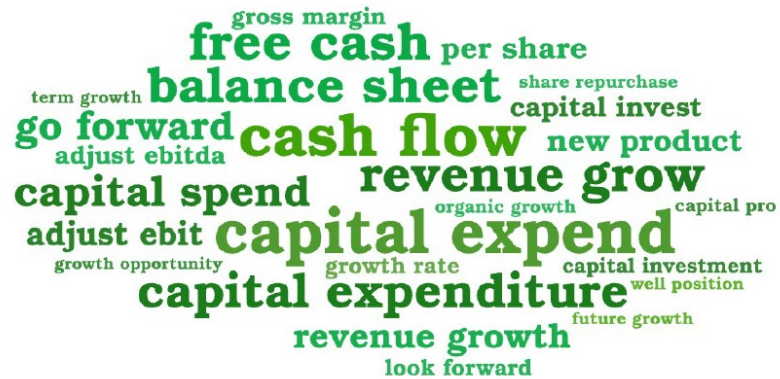 gross margin
free cash per share
balance sheet share repurchase
term growth capital invest
go forward cash flow new product
adjust ebitda
revenue grow
capital spend
organic growth capital pro
adjust ebit capital expend
growth opportunity growth rate capital investment
capital expenditure well position
future growth
revenue growth
look forward